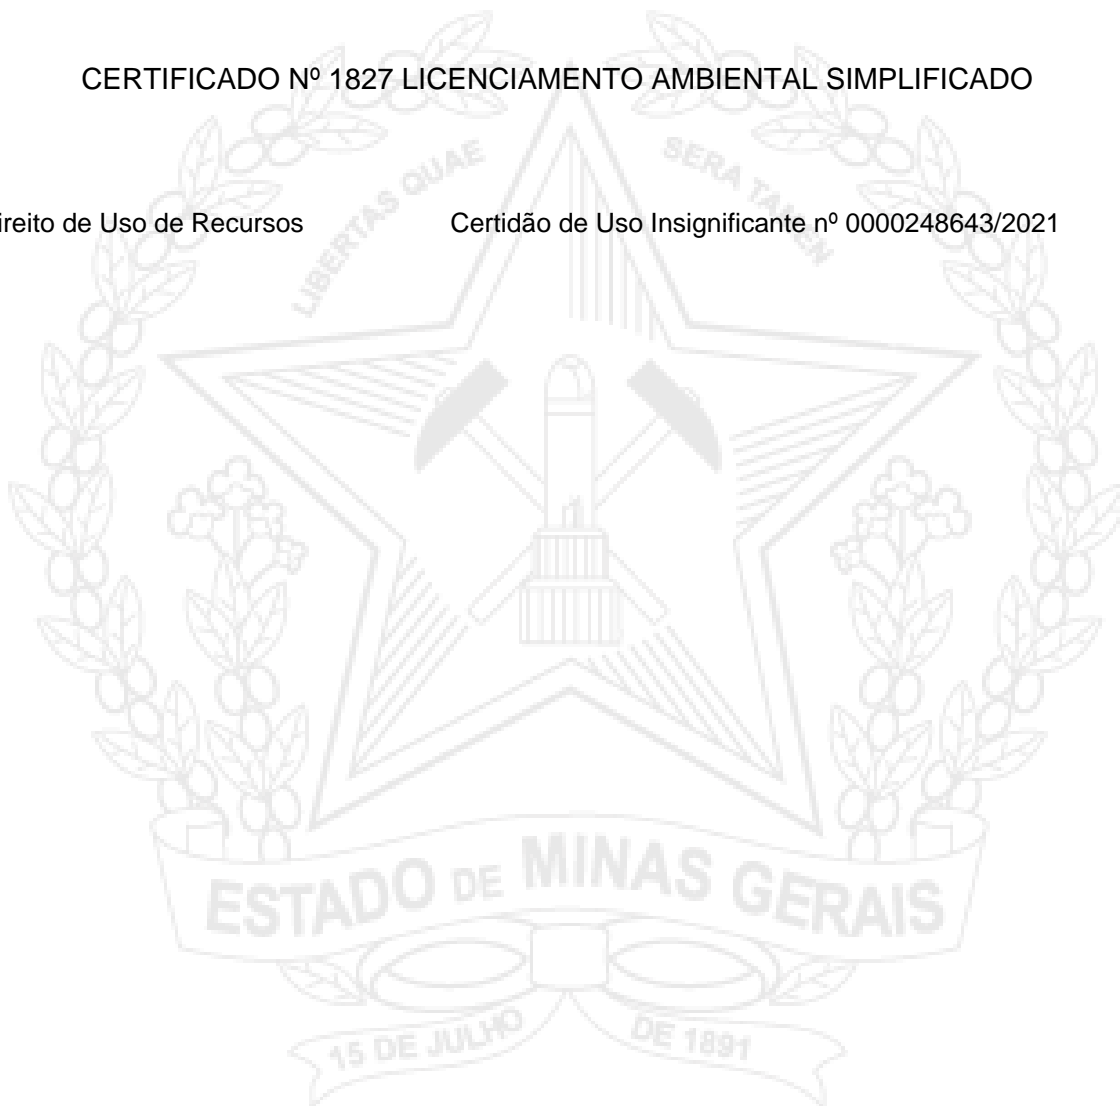 CERTIFICADO Nº 1827 LICENCIAMENTO AMBIENTAL SIMPLIFICADO
ireito de Uso de Recursos Certidão de Uso Insignificante nº 0000248643/2021
LIBERTAS QUAE SERA TAMEN
ESTADO DE MINAS GERAIS
15 DE JULHO DE 1891